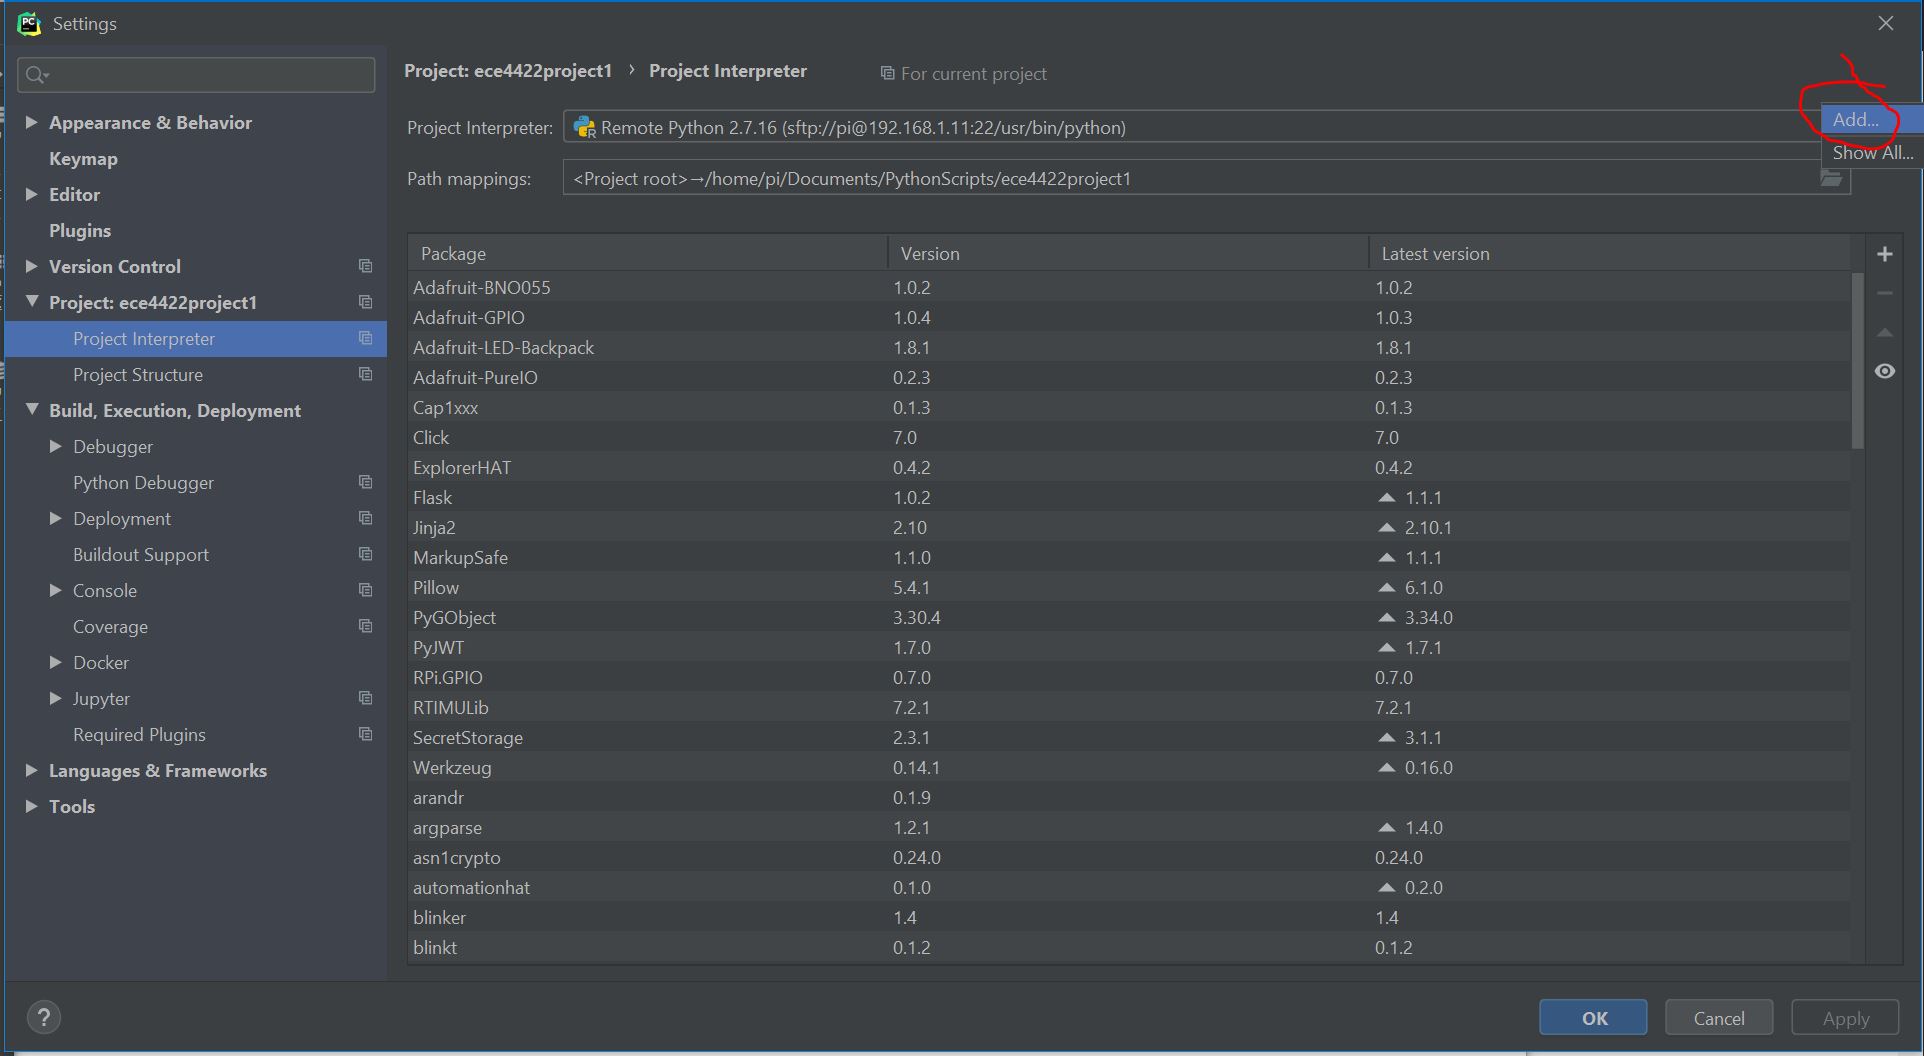 PC Settings
Project: ece4422project1 › Project Interpreter For current project
Appearance & Behavior
Keymap
Editor
Plugins
Version Control
Project: ece4422project1
Project Interpreter
Project Structure
Build, Execution, Deployment
Debugger
Python Debugger
Deployment
Buildout Support
Console
Coverage
Docker
Jupyter
Required Plugins
Languages & Frameworks
Tools
Project Interpreter: Remote Python 2.7.16 (sftp://pi@192.168.1.11:22/usr/bin/python)
Add...
Show All...
Path mappings: <Project root>→/home/pi/Documents/PythonScripts/ece4422project1
Package Version Latest version
Adafruit-BNO055 1.0.2 1.0.2
Adafruit-GPIO 1.0.4 1.0.3
Adafruit-LED-Backpack 1.8.1 1.8.1
Adafruit-PureIO 0.2.3 0.2.3
Cap1xxx 0.1.3 0.1.3
Click 7.0 7.0
ExplorerHAT 0.4.2 0.4.2
Flask 1.0.2 1.1.1
Jinja2 2.10 2.10.1
MarkupSafe 1.1.0 1.1.1
Pillow 5.4.1 6.1.0
PyGObject 3.30.4 3.34.0
PyJWT 1.7.0 1.7.1
RPi.GPIO 0.7.0 0.7.0
RTIMULib 7.2.1 7.2.1
SecretStorage 2.3.1 3.1.1
Werkzeug 0.14.1 0.16.0
arandr 0.1.9
argparse 1.2.1 1.4.0
asn1crypto 0.24.0 0.24.0
automationhat 0.1.0 0.2.0
blinker 1.4 1.4
blinkt 0.1.2 0.1.2
? OK Cancel Apply